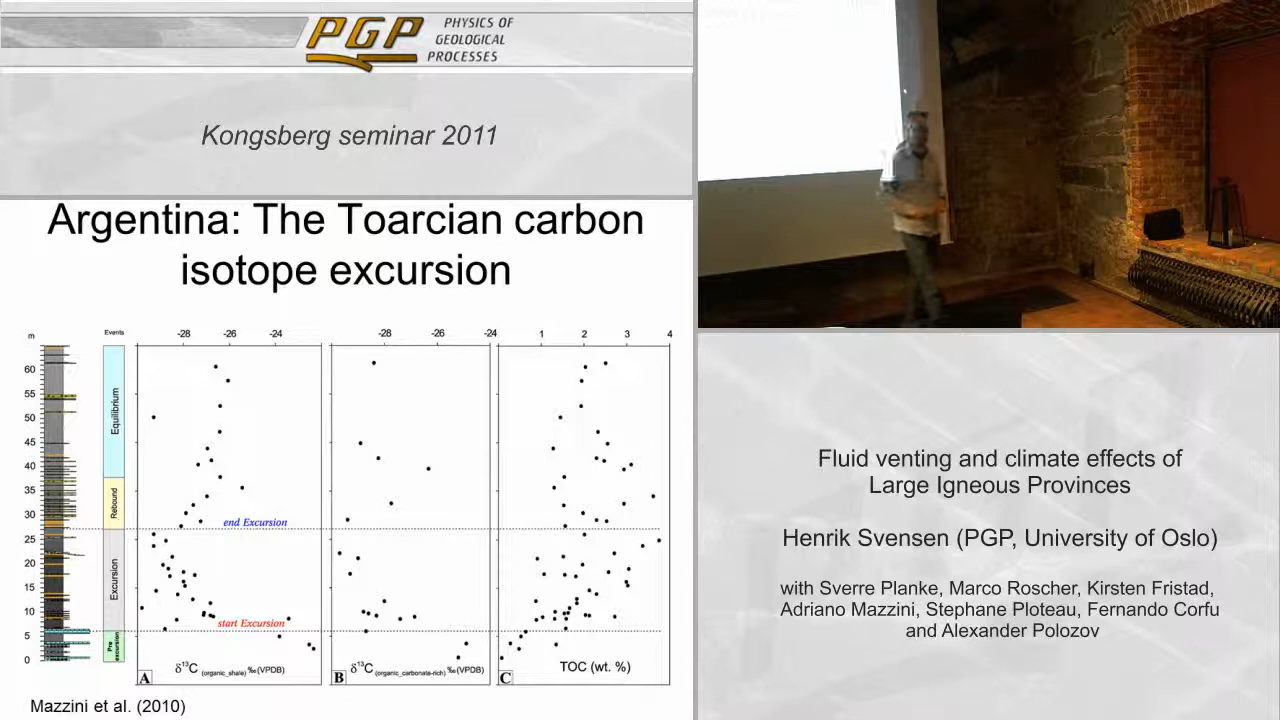 PGP
PHYSICS OF
GEOLOGICAL
PROCESSES
Kongsberg seminar 2011
Argentina: The Toarcian carbon
isotope excursion
m
Events
-28
-26
-24
-28
-26
-24
1
2
3
4
60
55
50
45
40
35
30
25
20
15
10
5
0
Equilibrium
Rebound
Excursion
Pre
excursion
end Excursion
start Excursion
A
δ¹³C (organic_shale) ‰ (VPDB)
B
δ¹³C (organic_carbonate-rich) ‰ (VPDB)
C
TOC (wt. %)
Mazzini et al. (2010)
Fluid venting and climate effects of
Large Igneous Provinces
Henrik Svensen (PGP, University of Oslo)
with Sverre Planke, Marco Roscher, Kirsten Fristad,
Adriano Mazzini, Stephane Ploteau, Fernando Corfu
and Alexander Polozov